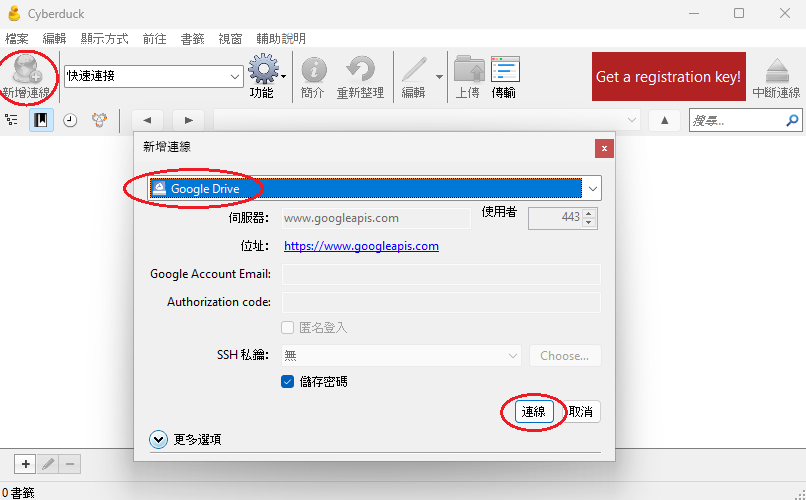 Cyberduck
檔案 編輯 顯示方式 前往 書籤 視窗 輔助說明
新增連線
快速連接
功能
簡介
重新整理
編輯
上傳
傳輸
Get a registration key!
中斷連線
搜尋...
新增連線
Google Drive
伺服器: www.googleapis.com 使用者 443
位址: https://www.googleapis.com
Google Account Email:
Authorization code:
匿名登入
SSH 私鑰: 無 Choose...
儲存密碼
連線 取消
更多選項
0 書籤